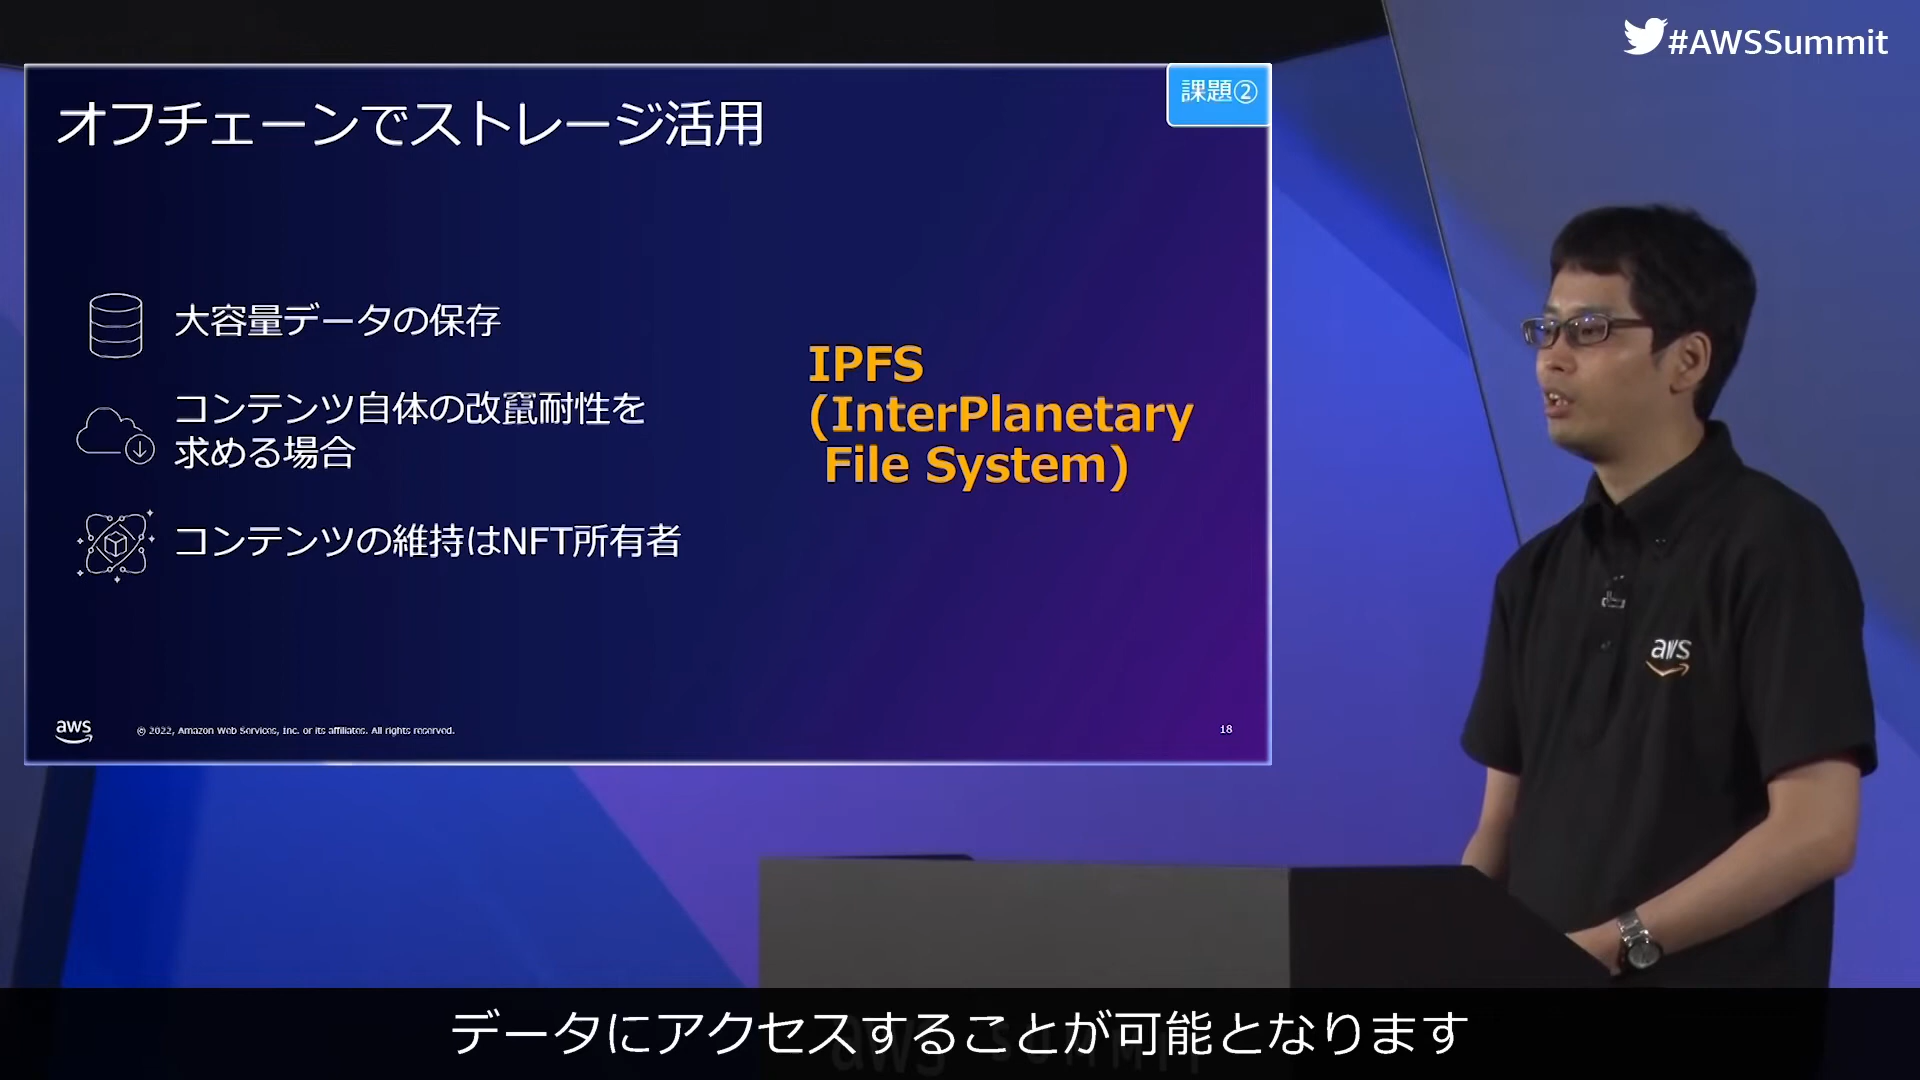 #AWSSummit
課題②
オフチェーンでストレージ活用
大容量データの保存
コンテンツ自体の改竄耐性を
求める場合
コンテンツの維持はNFT所有者
IPFS
(InterPlanetary
File System)
aws
© 2022, Amazon Web Services, Inc. or its affiliates. All rights reserved.
18
aws
データにアクセスすることが可能となります